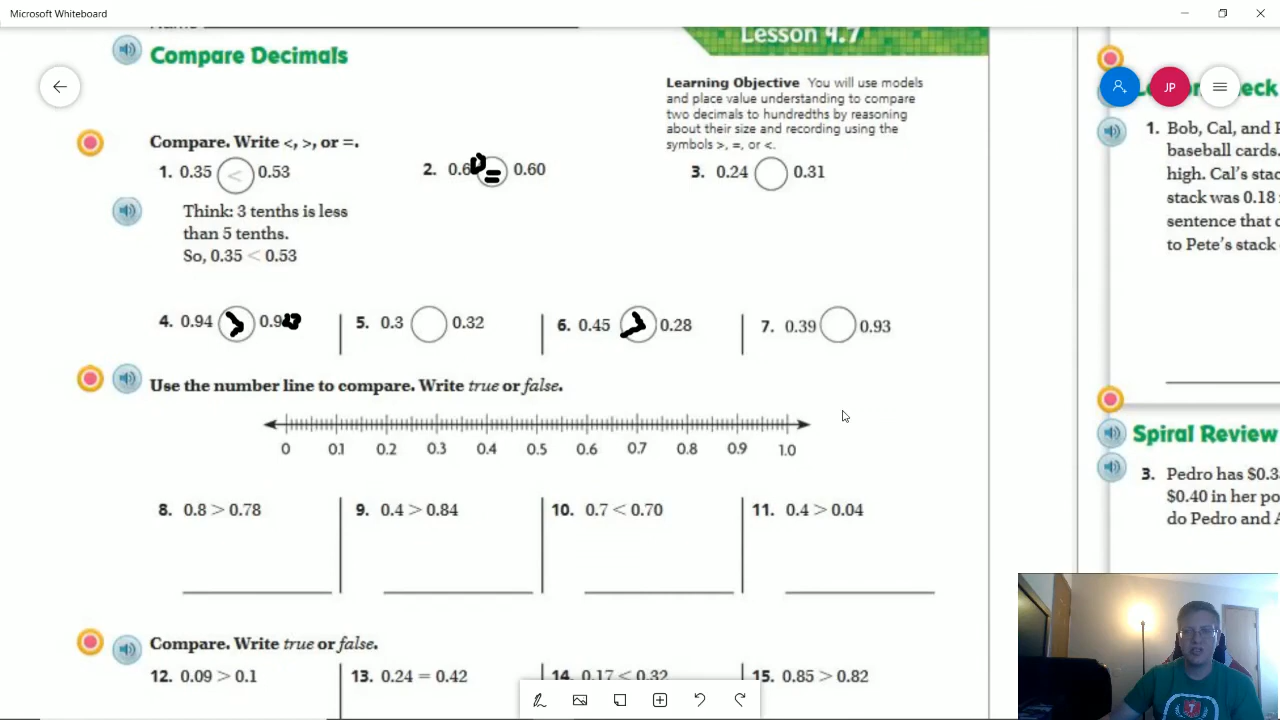 Microsoft Whiteboard
Lesson 4.7
Compare Decimals
Learning Objective You will use models
and place value understanding to compare
two decimals to hundredths by reasoning
about their size and recording using the
symbols >, =, or <.
Compare. Write <, >, or =.
1. 0.35 < 0.53
2. 0.60 = 0.60
3. 0.24 0.31
Think: 3 tenths is less
than 5 tenths.
So, 0.35 < 0.53
4. 0.94 > 0.90
5. 0.3 0.32
6. 0.45 > 0.28
7. 0.39 0.93
Use the number line to compare. Write true or false.
0 0.1 0.2 0.3 0.4 0.5 0.6 0.7 0.8 0.9 1.0
8. 0.8 > 0.78
9. 0.4 > 0.84
10. 0.7 < 0.70
11. 0.4 > 0.04
Compare. Write true or false.
12. 0.09 > 0.1
13. 0.24 = 0.42
14. 0.17 < 0.32
15. 0.85 > 0.82
JP
1. Bob, Cal, and P
baseball cards.
high. Cal's stac
stack was 0.18
sentence that c
to Pete's stack
Spiral Review
3. Pedro has $0.3
$0.40 in her po
do Pedro and A